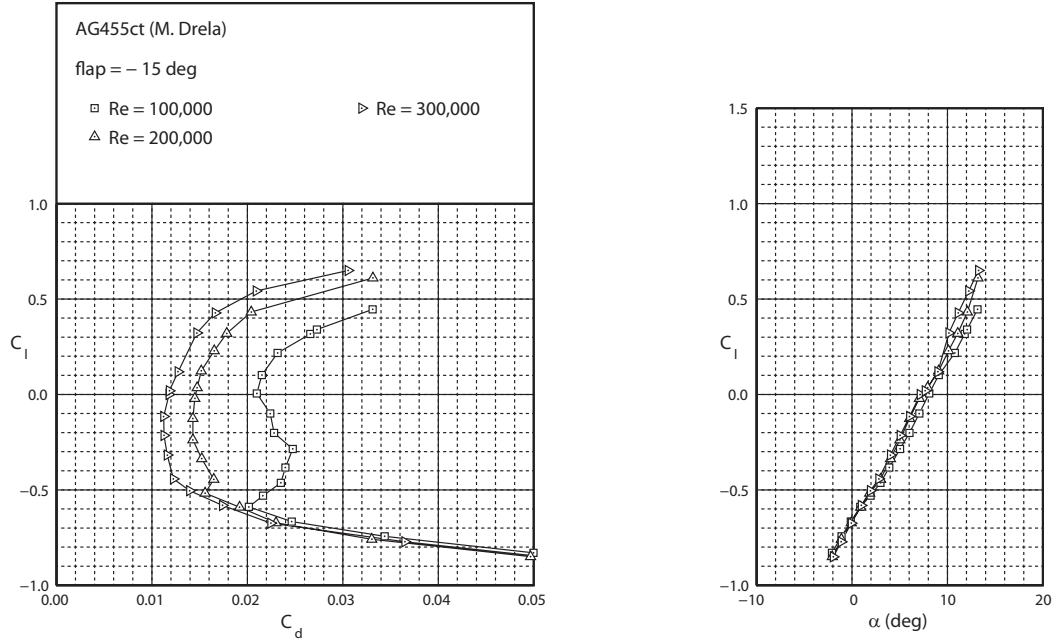 AG455ct (M. Drela)
flap = − 15 deg
Re = 100,000
Re = 300,000
Re = 200,000
1.0
0.5
0.0
−0.5
−1.0
C l
0.00
0.01
0.02
0.03
0.04
0.05
C d
1.5
1.0
0.5
0.0
−0.5
−1.0
C l
−10
0
10
20
α (deg)